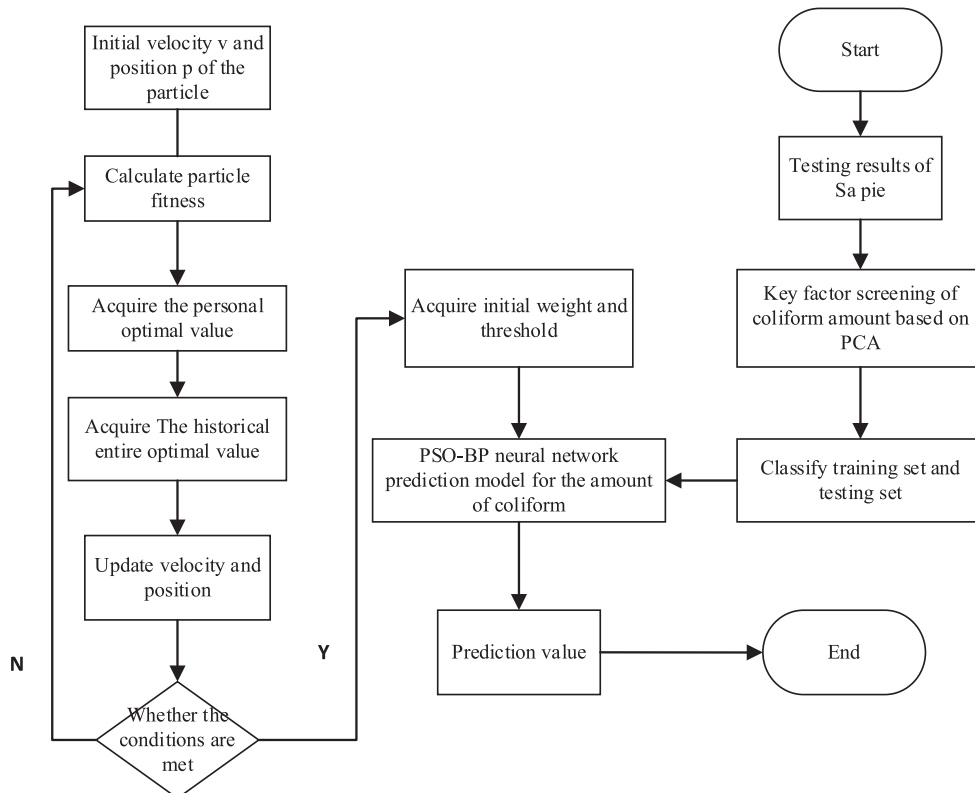 Initial velocity v and
position p of the
particle
Calculate particle
fitness
Acquire the personal
optimal value
Acquire The historical
entire optimal value
Update velocity and
position
N
Y
Whether the
conditions are
met
Acquire initial weight and
threshold
PSO-BP neural network
prediction model for the amount
of coliform
Prediction value
Start
Testing results of
Sa pie
Key factor screening of
coliform amount based on
PCA
Classify training set and
testing set
End